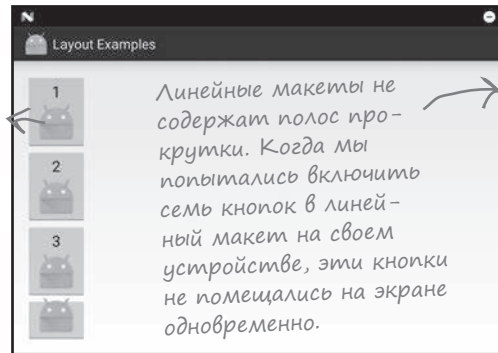 Layout Examples
1
2
3
Линейные макеты не
содержат полос про-
крутки. Когда мы
попытались включить
семь кнопок в линей-
ный макет на своем
устройстве, эти кнопки
не помещались на экране
одновременно.